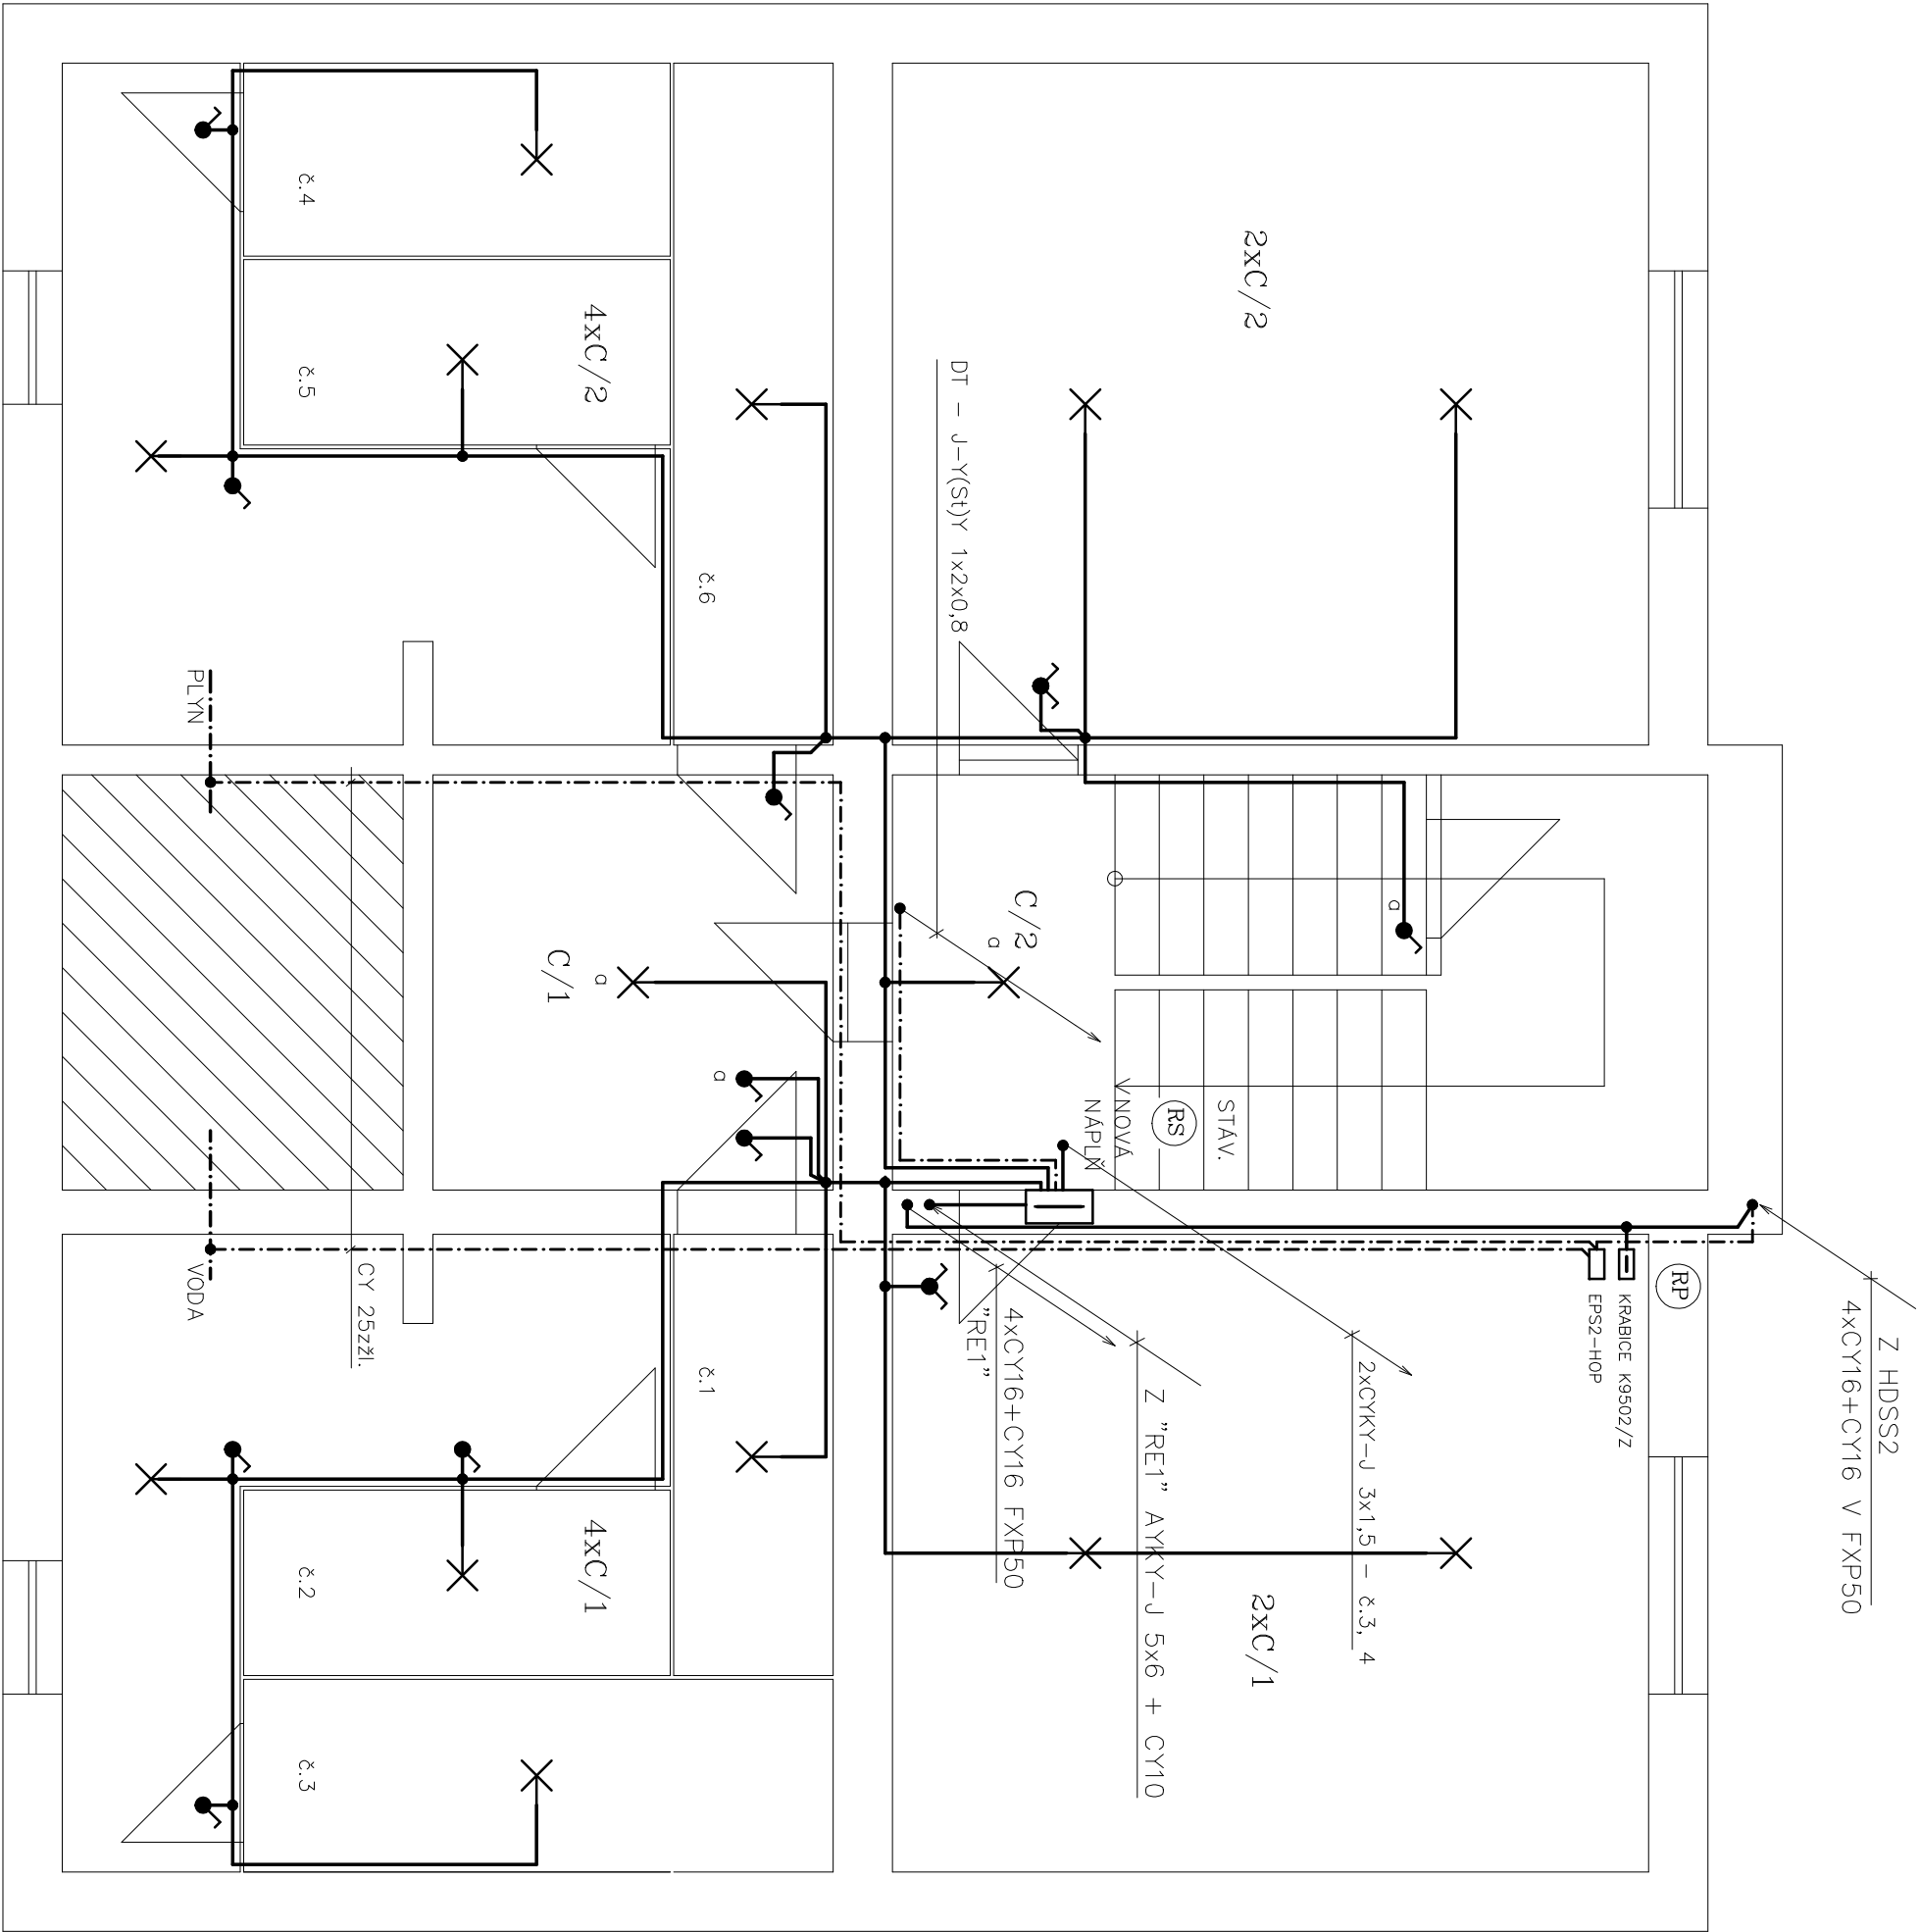 Z HDSS2
4xCY16+CY16 V FXP50
RP
KRABICE K9502/Z
EPS2-HOP
2xCYKY-J 3x1,5 - č.3, 4
2xC/2
2xC/1
STÁV.
RS
NOVÁ
NÁPLŇ
a
Z "RE1" AYKY-J 5x6 + CY10
4xCY16+CY16 FXP50
"RE1"
C/2
a
DT - J-Y(St)Y 1x2x0,8
a
č.6
č.1
4xC/2
4xC/1
a
C/1
CY 25zžl.
č.4
č.5
č.2
č.3
PLYN
VODA